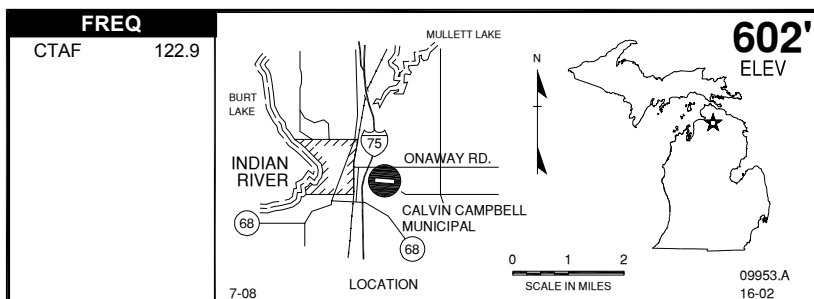 FREQ
CTAF 122.9
MULLETT LAKE
BURT
LAKE
75
INDIAN
RIVER
ONAWAY RD.
CALVIN CAMPBELL
MUNICIPAL
68
68
LOCATION
7-08
N
0 1 2
SCALE IN MILES
602'
ELEV
09953.A
16-02